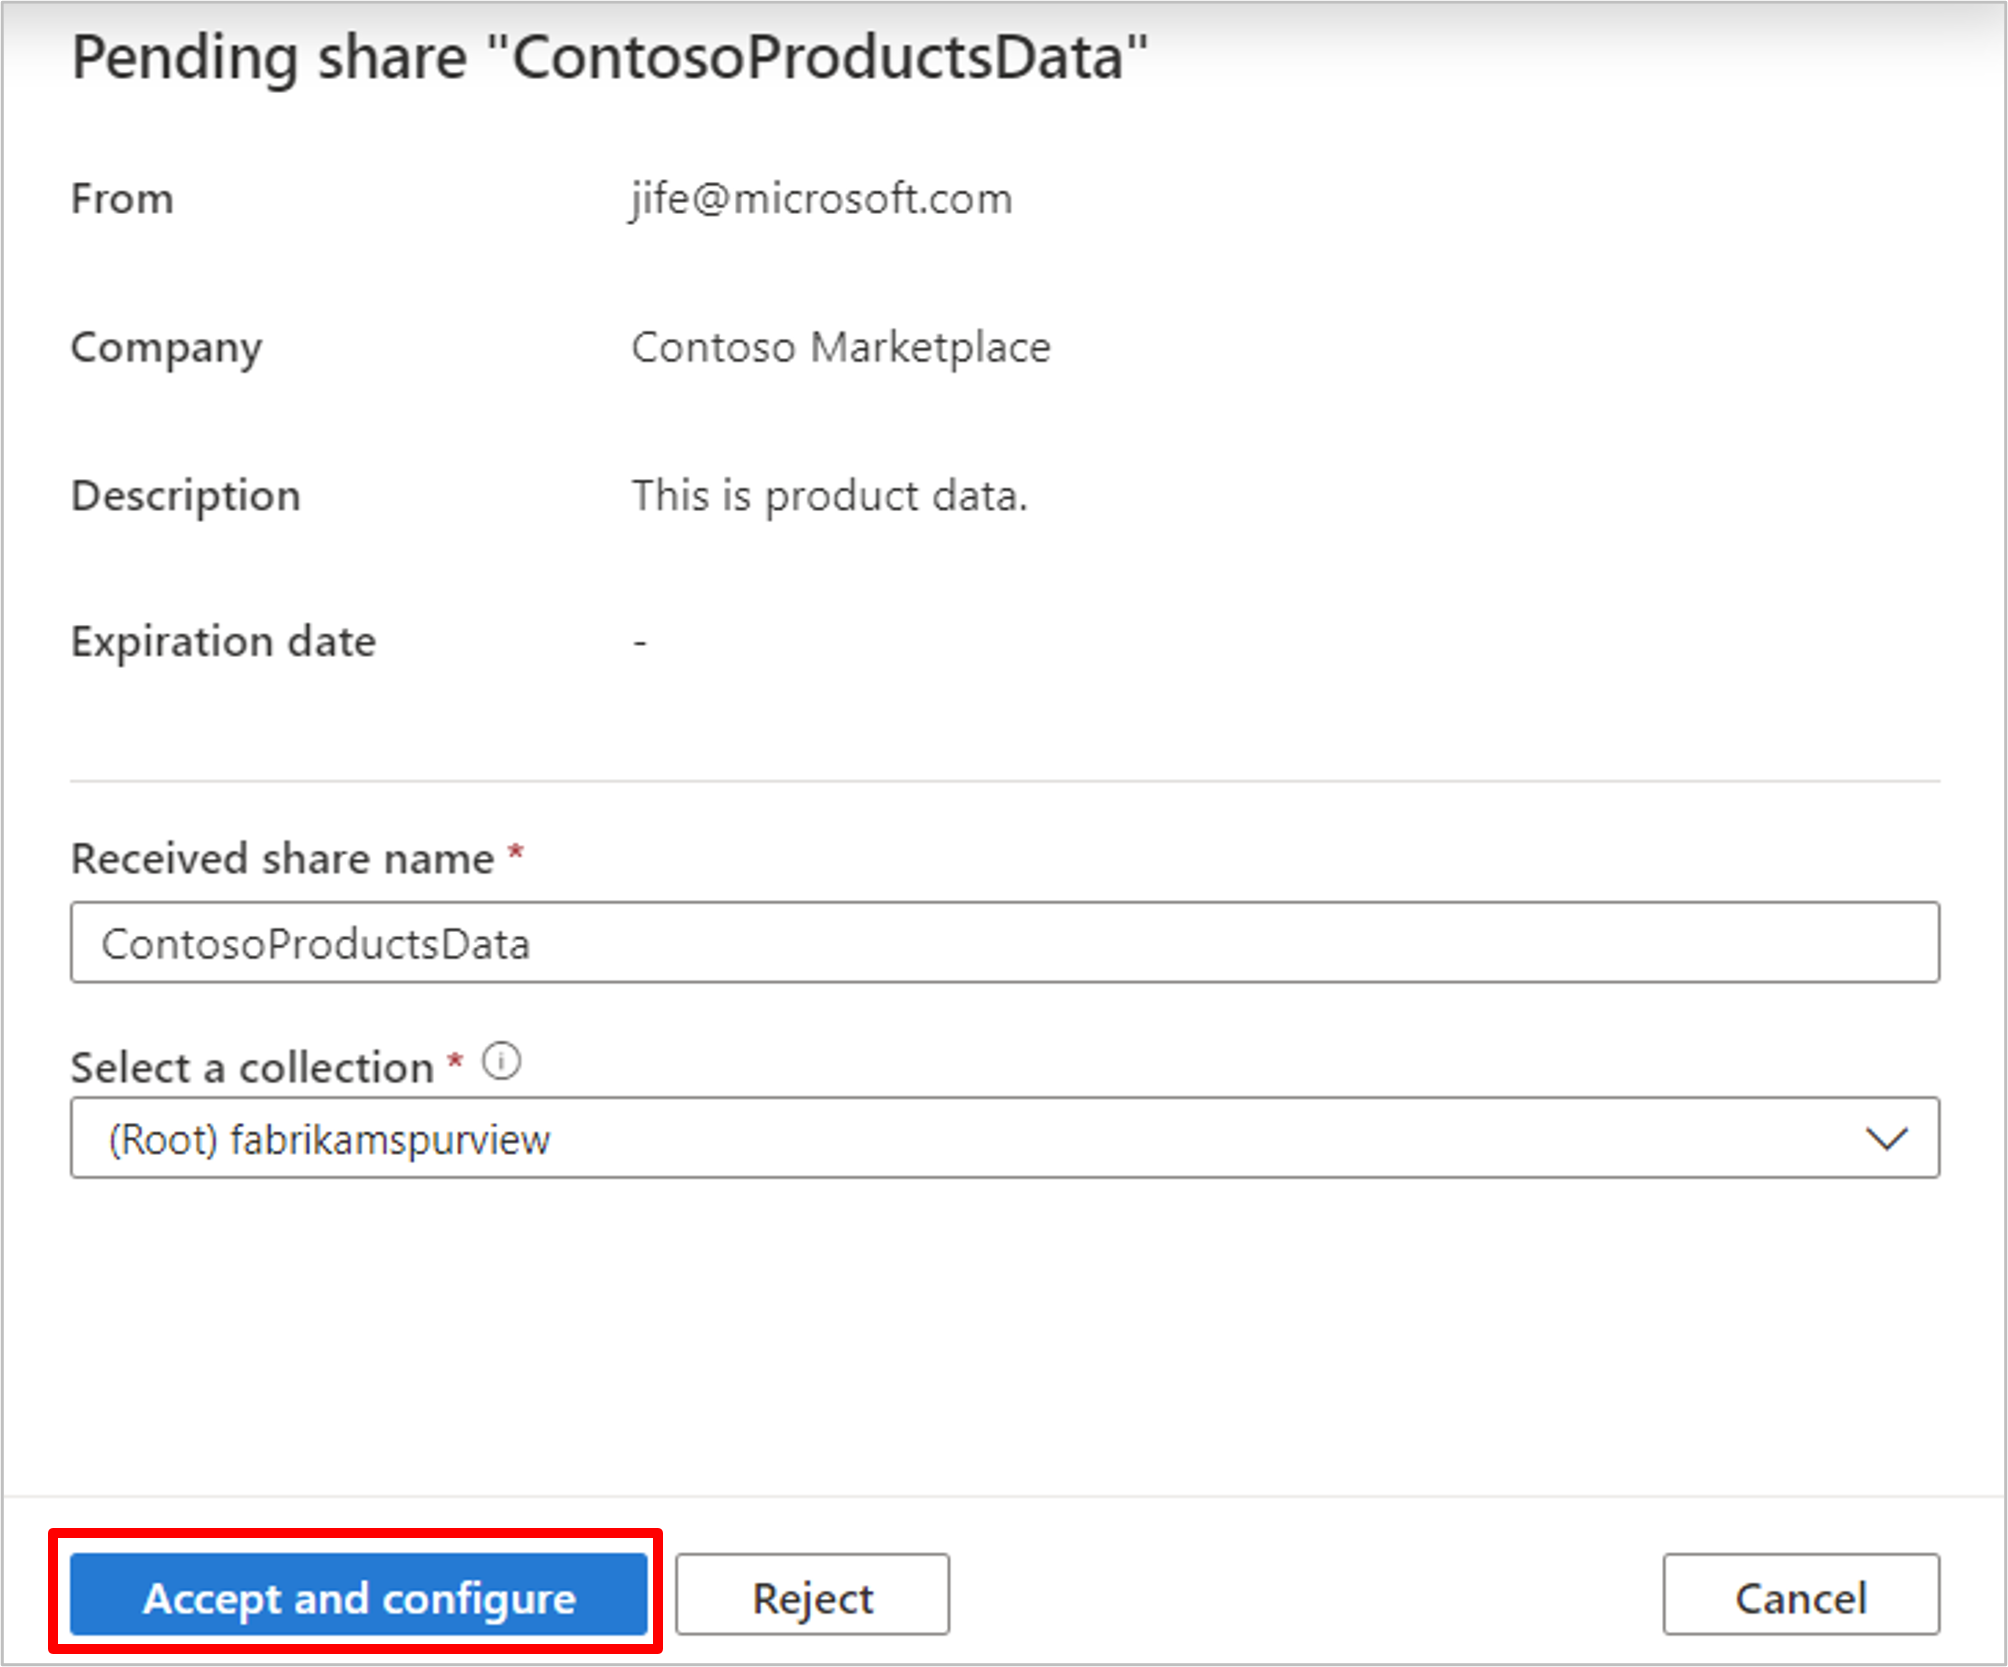 Pending share "ContosoProductsData"
From jife@microsoft.com
Company Contoso Marketplace
Description This is product data.
Expiration date -
Received share name *
ContosoProductsData
Select a collection *
(Root) fabrikamspurview
Accept and configure Reject Cancel